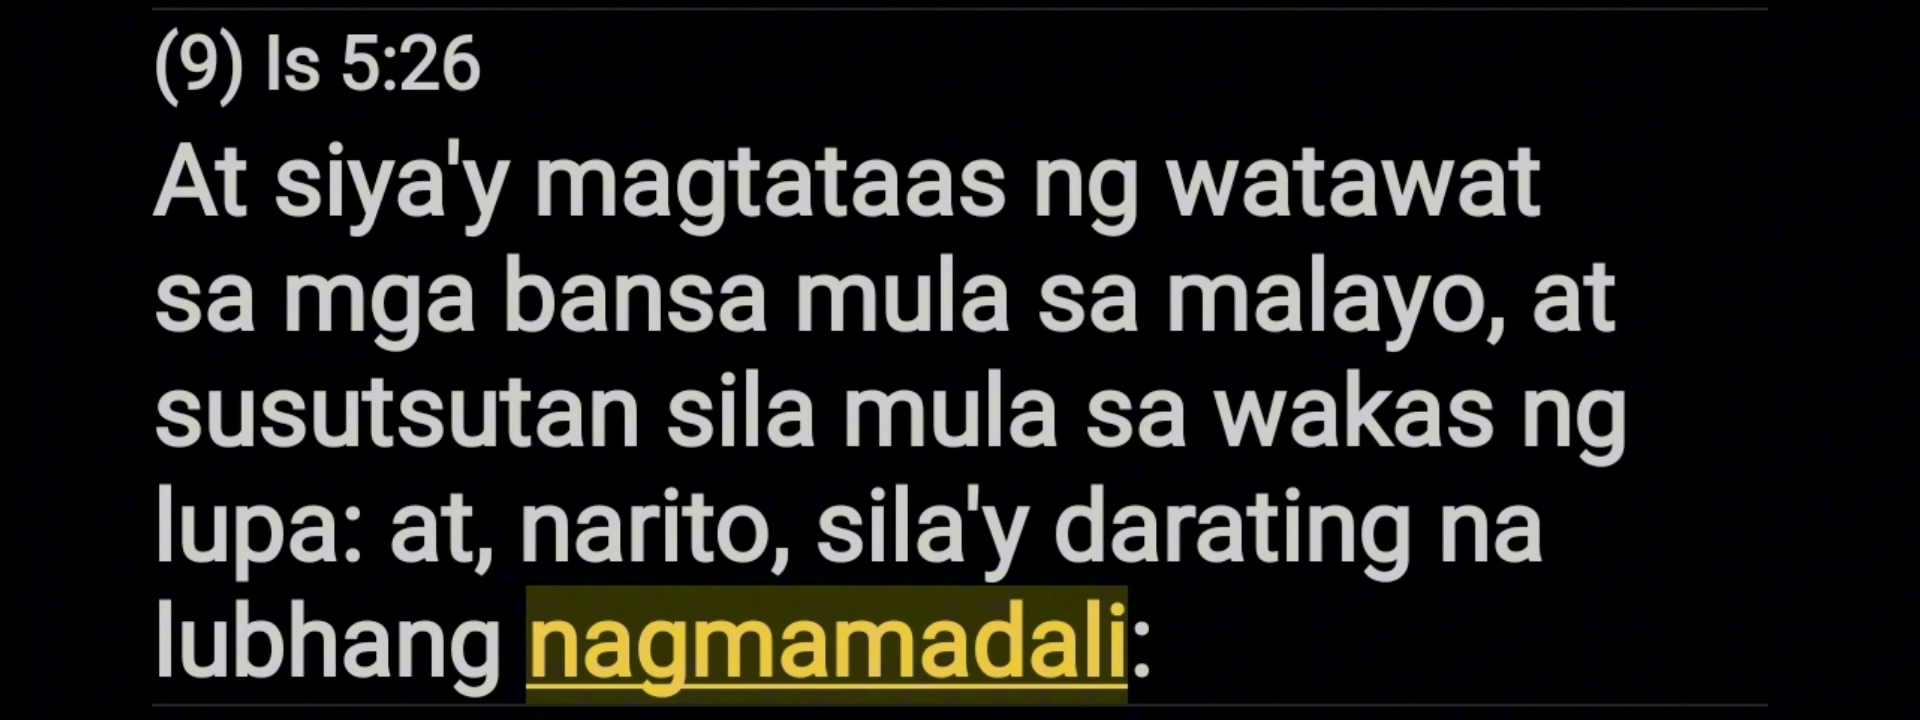 (9) Is 5:26
At siya'y magtataas ng watawat
sa mga bansa mula sa malayo, at
susutsutan sila mula sa wakas ng
lupa: at, narito, sila'y darating na
lubhang nagmamadali: